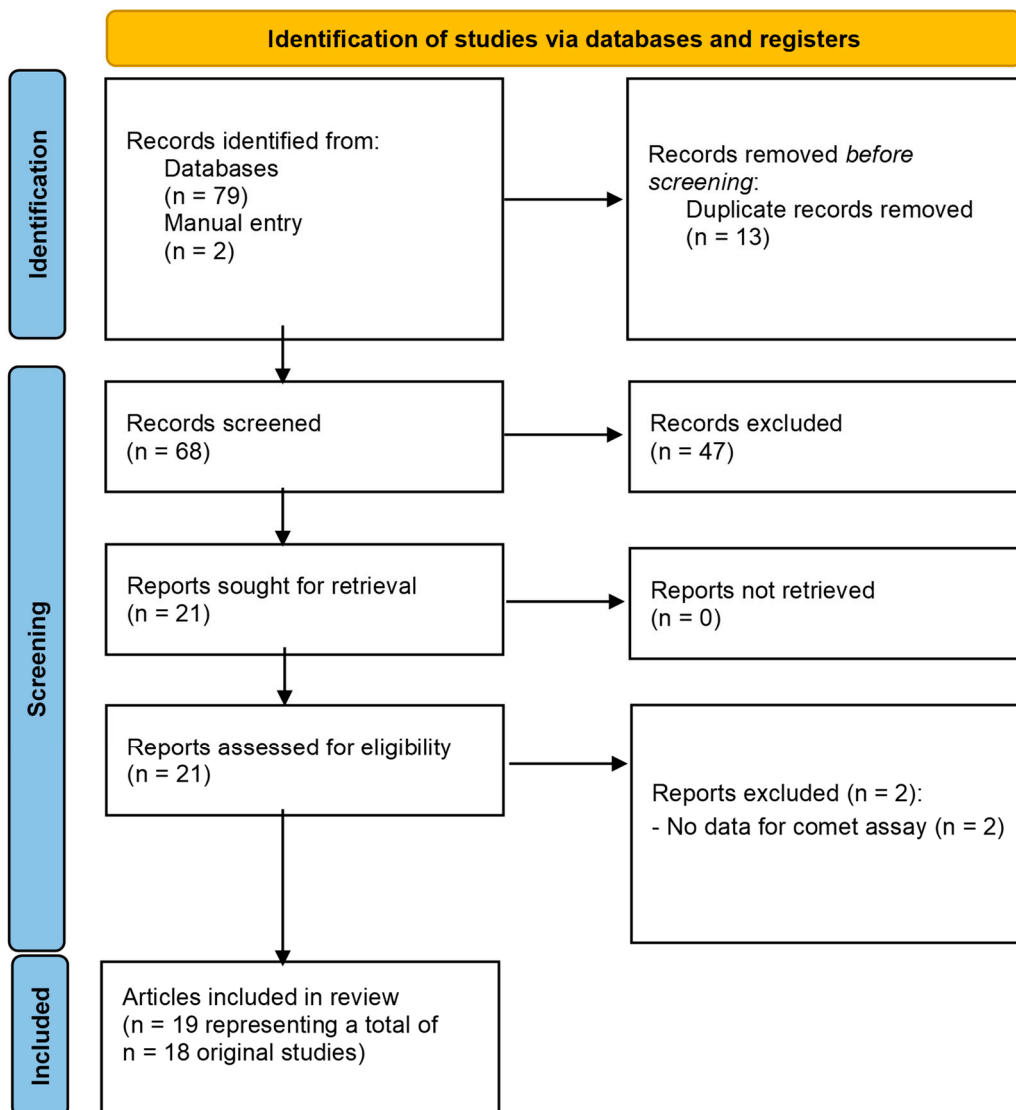 Identification of studies via databases and registers
Identification
Records identified from:
Databases
(n = 79)
Manual entry
(n = 2)
Records removed before
screening:
Duplicate records removed
(n = 13)
Screening
Records screened
(n = 68)
Records excluded
(n = 47)
Reports sought for retrieval
(n = 21)
Reports not retrieved
(n = 0)
Reports assessed for eligibility
(n = 21)
Reports excluded (n = 2):
- No data for comet assay (n = 2)
Included
Articles included in review
(n = 19 representing a total of
n = 18 original studies)